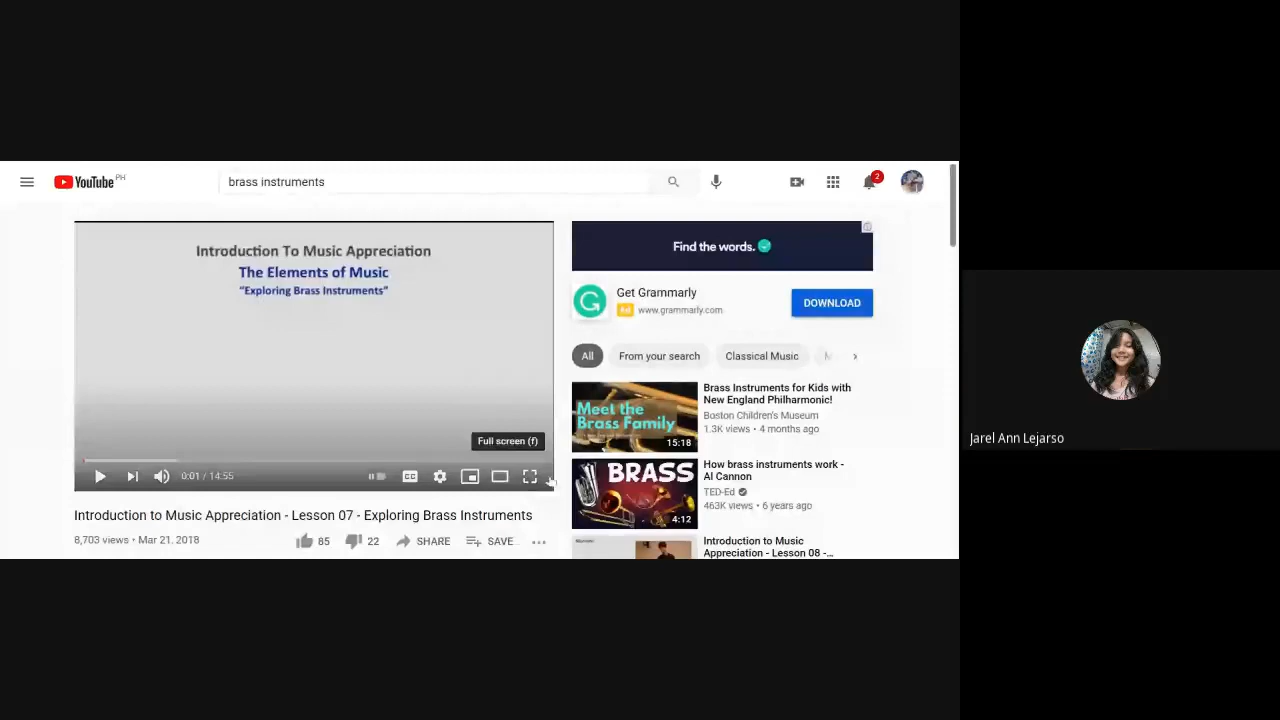 YouTube PH
brass instruments
2
Introduction To Music Appreciation
The Elements of Music
"Exploring Brass Instruments"
Full screen (f)
0:01 / 14:55
CC
Introduction to Music Appreciation - Lesson 07 - Exploring Brass Instruments
8,703 views • Mar 21, 2018
85
22
SHARE
SAVE
Find the words.
Get Grammarly
Ad
www.grammarly.com
DOWNLOAD
All
From your search
Classical Music
M
Meet the
Brass Family
15:18
Brass Instruments for Kids with
New England Philharmonic!
Boston Children's Museum
1.3K views • 4 months ago
BRASS
4:12
How brass instruments work -
Al Cannon
TED-Ed
463K views • 6 years ago
Introduction to Music
Appreciation - Lesson 08 -...
Jarel Ann Lejarso